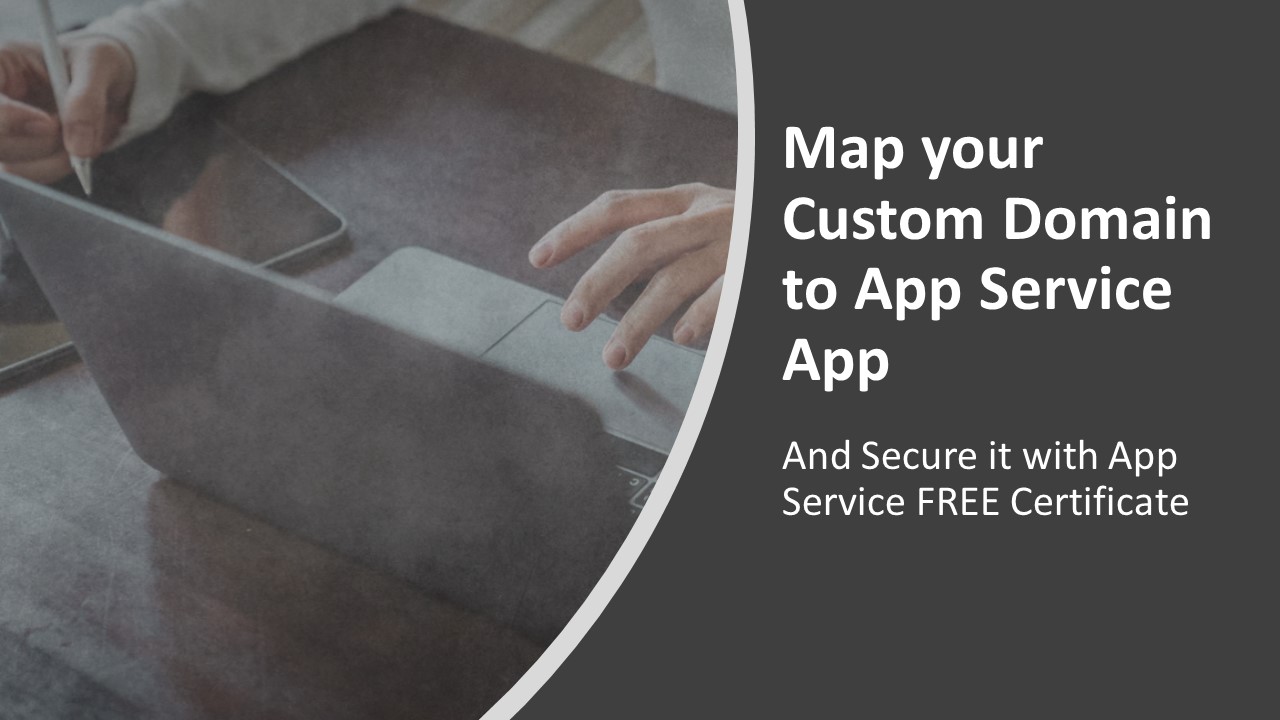 Map your
Custom Domain
to App Service
App
And Secure it with App
Service FREE Certificate